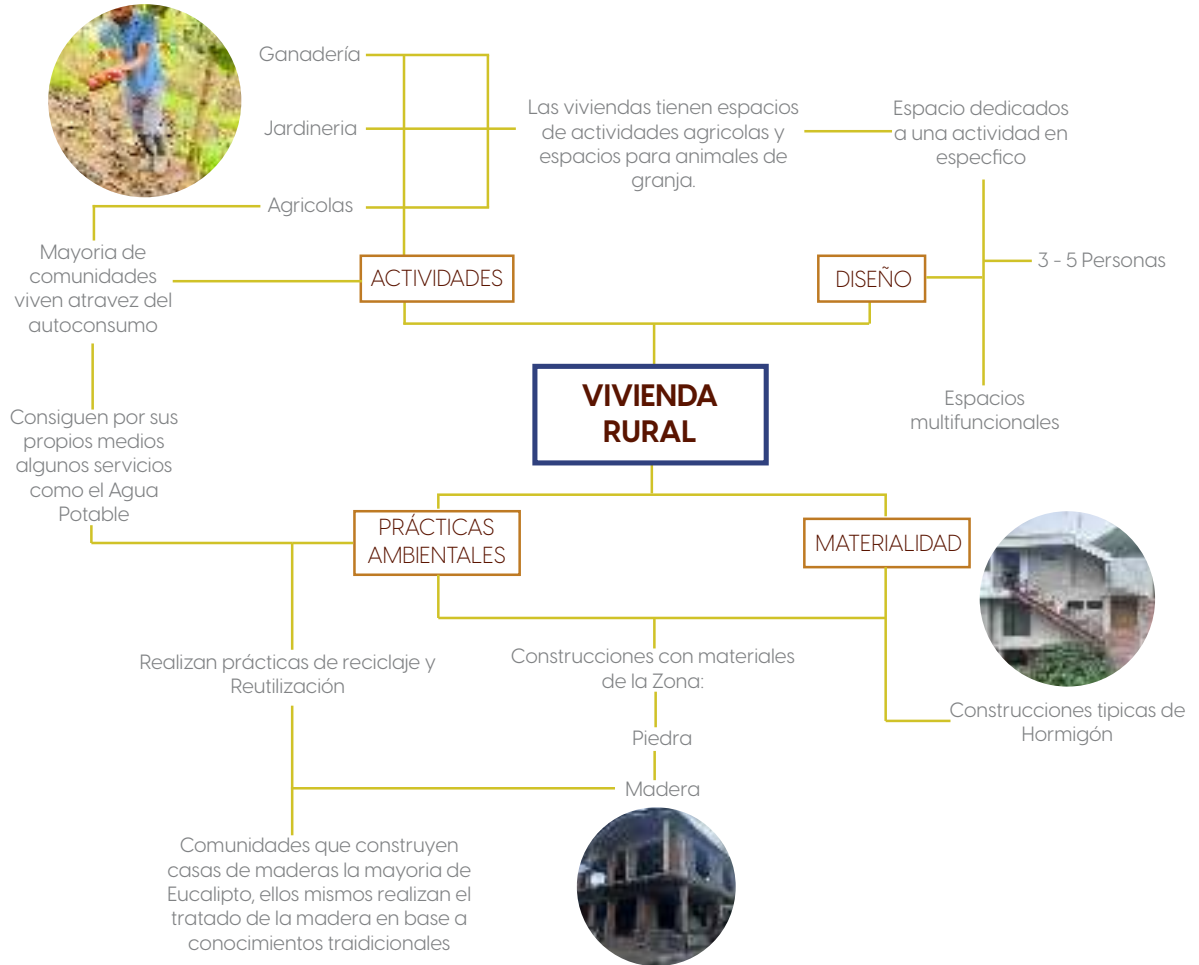 Ganadería
Jardineria
Agricolas
Las viviendas tienen espacios
de actividades agricolas y
espacios para animales de
granja.
Espacio dedicados
a una actividad en
especfico
Mayoria de
comunidades
viven atravez del
autoconsumo
ACTIVIDADES
DISEÑO
3 - 5 Personas
VIVIENDA
RURAL
Espacios
multifuncionales
Consiguen por sus
propios medios
algunos servicios
como el Agua
Potable
PRÁCTICAS
AMBIENTALES
MATERIALIDAD
Realizan prácticas de reciclaje y
Reutilización
Construcciones con materiales
de la Zona:
Piedra
Madera
Construcciones tipicas de
Hormigón
Comunidades que construyen
casas de maderas la mayoria de
Eucalipto, ellos mismos realizan el
tratado de la madera en base a
conocimientos traidicionales